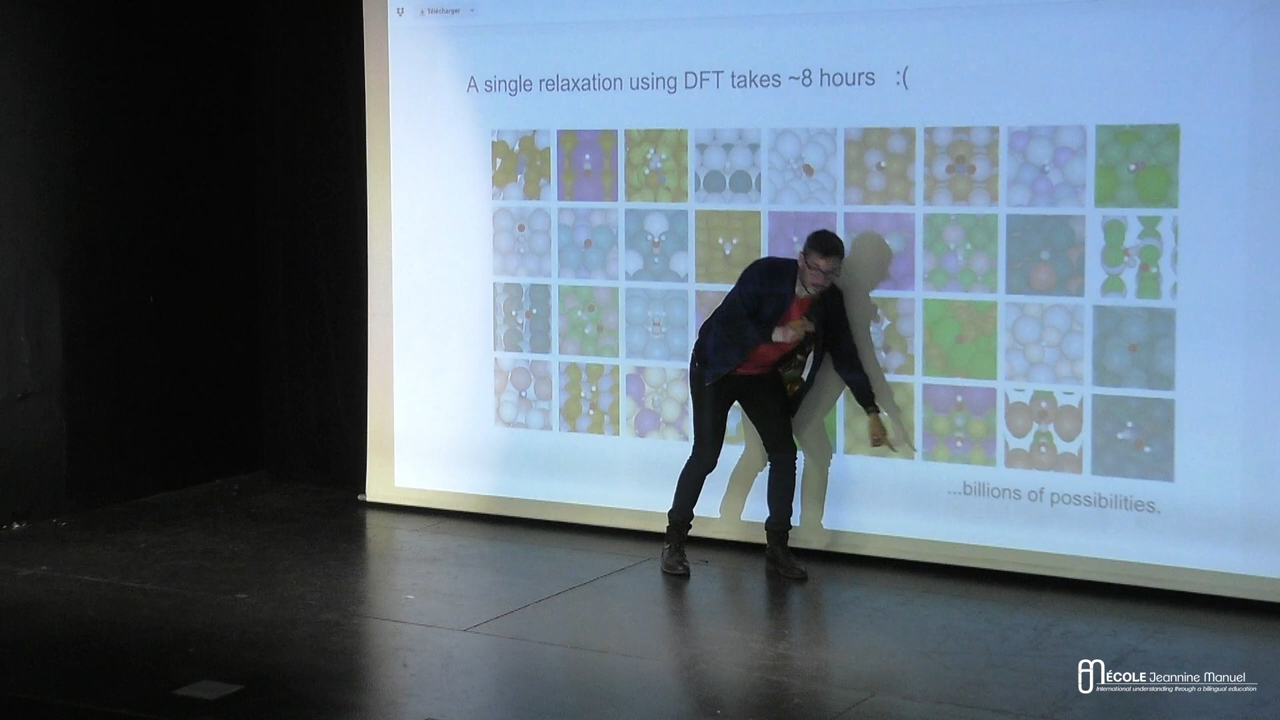 Télécharger
A single relaxation using DFT takes ~8 hours :(
...billions of possibilities.
ÉCOLE Jeannine Manuel
International understanding through a bilingual education